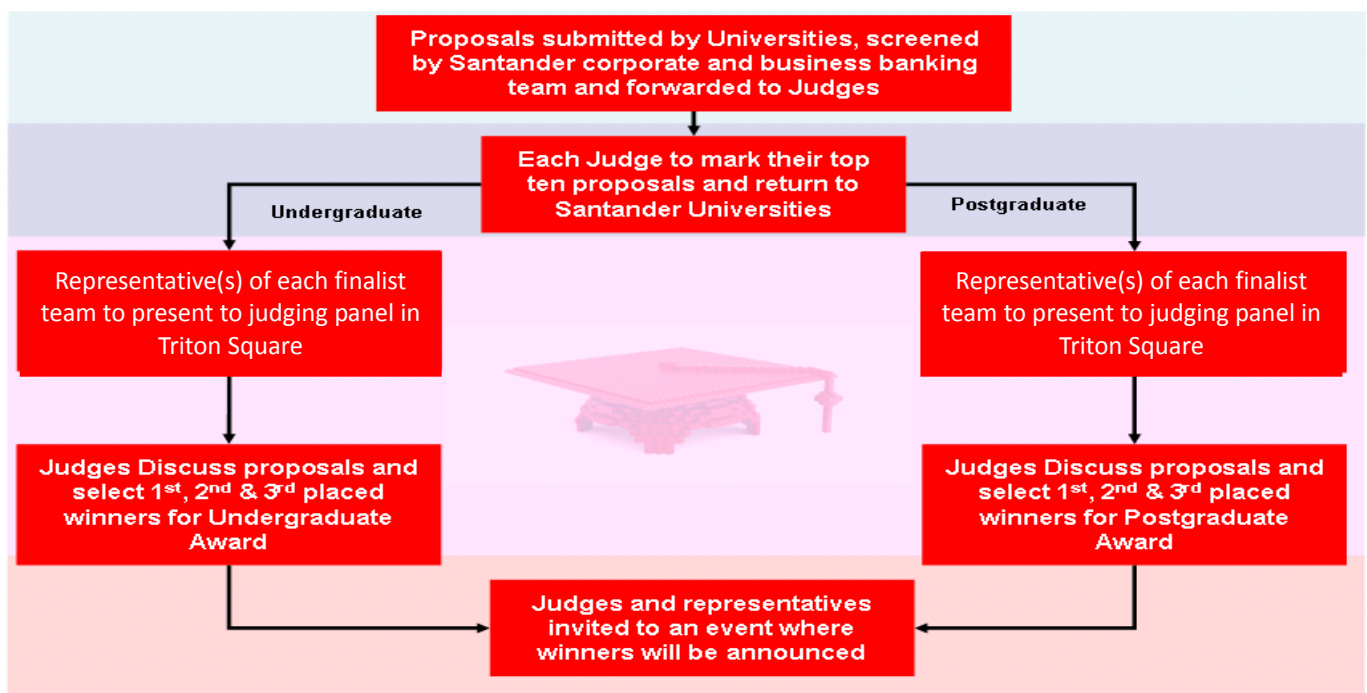 Proposals submitted by Universities, screened
by Santander corporate and business banking
team and forwarded to Judges
Each Judge to mark their top
ten proposals and return to
Santander Universities
Undergraduate
Postgraduate
Representative(s) of each finalist
team to present to judging panel in
Triton Square
Representative(s) of each finalist
team to present to judging panel in
Triton Square
Judges Discuss proposals and
select 1st, 2nd & 3rd placed
winners for Undergraduate
Award
Judges Discuss proposals and
select 1st, 2nd & 3rd placed
winners for Postgraduate
Award
Judges and representatives
invited to an event where
winners will be announced